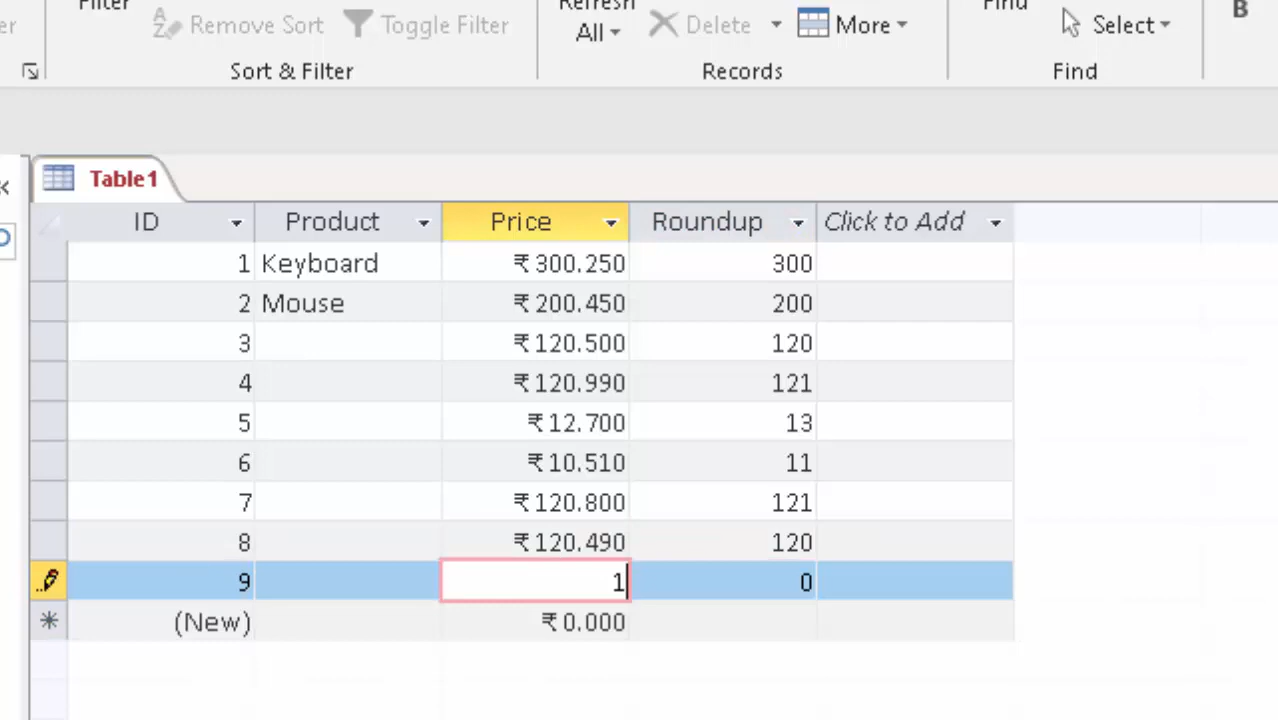 Filter Refresh Find B
er Remove Sort Toggle Filter All Delete More Select
Sort & Filter Records Find
Table1
ID Product Price Roundup Click to Add
1 Keyboard ₹ 300.250 300
2 Mouse ₹ 200.450 200
3 ₹ 120.500 120
4 ₹ 120.990 121
5 ₹ 12.700 13
6 ₹ 10.510 11
7 ₹ 120.800 121
8 ₹ 120.490 120
9 1 0
(New) ₹ 0.000